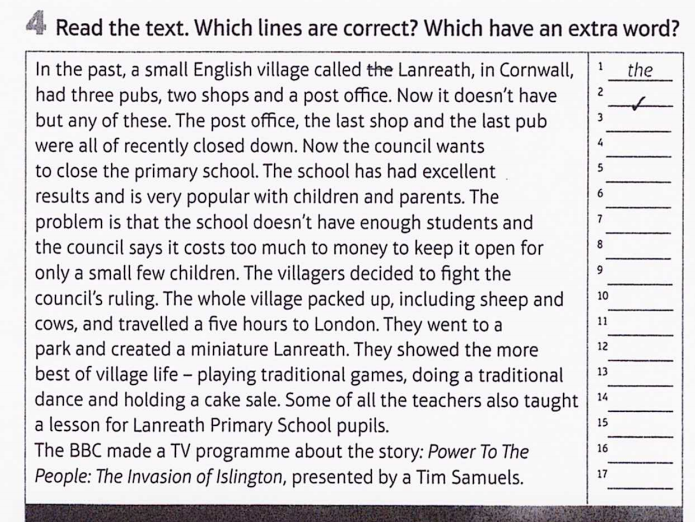 4 Read the text. Which lines are correct? Which have an extra word?
In the past, a small English village called the Lanreath, in Cornwall,
had three pubs, two shops and a post office. Now it doesn't have
but any of these. The post office, the last shop and the last pub
were all of recently closed down. Now the council wants
to close the primary school. The school has had excellent
results and is very popular with children and parents. The
problem is that the school doesn't have enough students and
the council says it costs too much to money to keep it open for
only a small few children. The villagers decided to fight the
council's ruling. The whole village packed up, including sheep and
cows, and travelled a five hours to London. They went to a
park and created a miniature Lanreath. They showed the more
best of village life – playing traditional games, doing a traditional
dance and holding a cake sale. Some of all the teachers also taught
a lesson for Lanreath Primary School pupils.
The BBC made a TV programme about the story: Power To The
People: The Invasion of Islington, presented by a Tim Samuels.
1 the
2 ✓
3
4
5
6
7
8
9
10
11
12
13
14
15
16
17